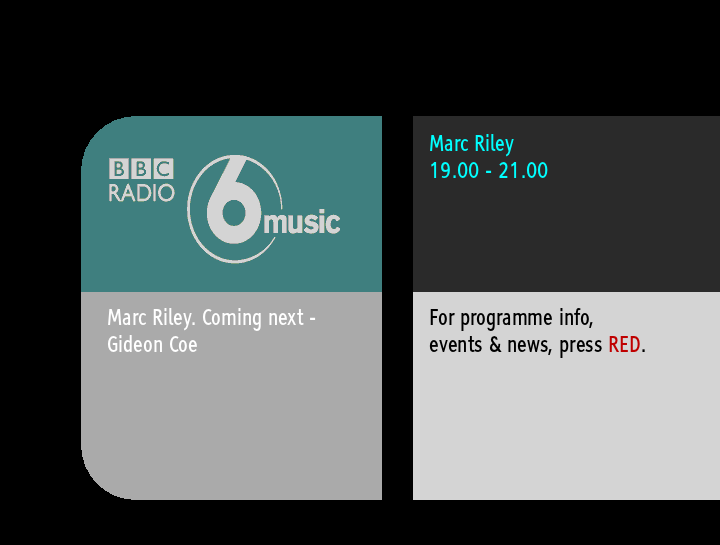 BBC
RADIO
6 music
Marc Riley
19.00 - 21.00
Marc Riley. Coming next -
Gideon Coe
For programme info,
events & news, press RED.